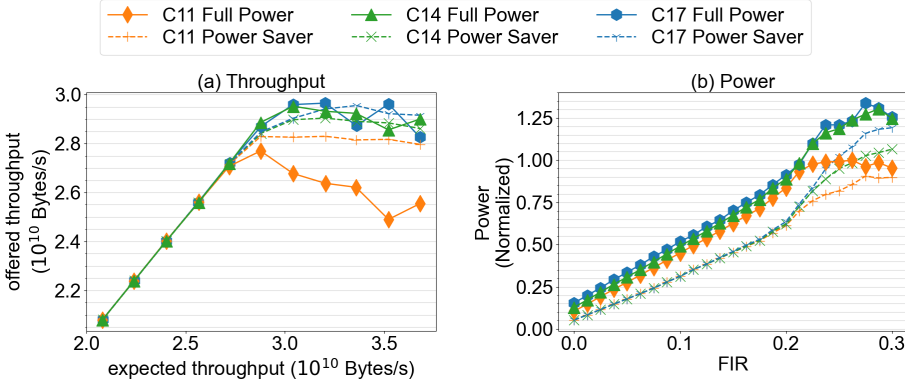 C11 Full Power C14 Full Power C17 Full Power
C11 Power Saver C14 Power Saver C17 Power Saver
(a) Throughput
(b) Power
offered throughput
(10^10 Bytes/s)
3.0
2.8
2.6
2.4
2.2
2.0 2.5 3.0 3.5
expected throughput (10^10 Bytes/s)
Power
(Normalized)
1.25
1.00
0.75
0.50
0.25
0.00
0.0 0.1 0.2 0.3
FIR